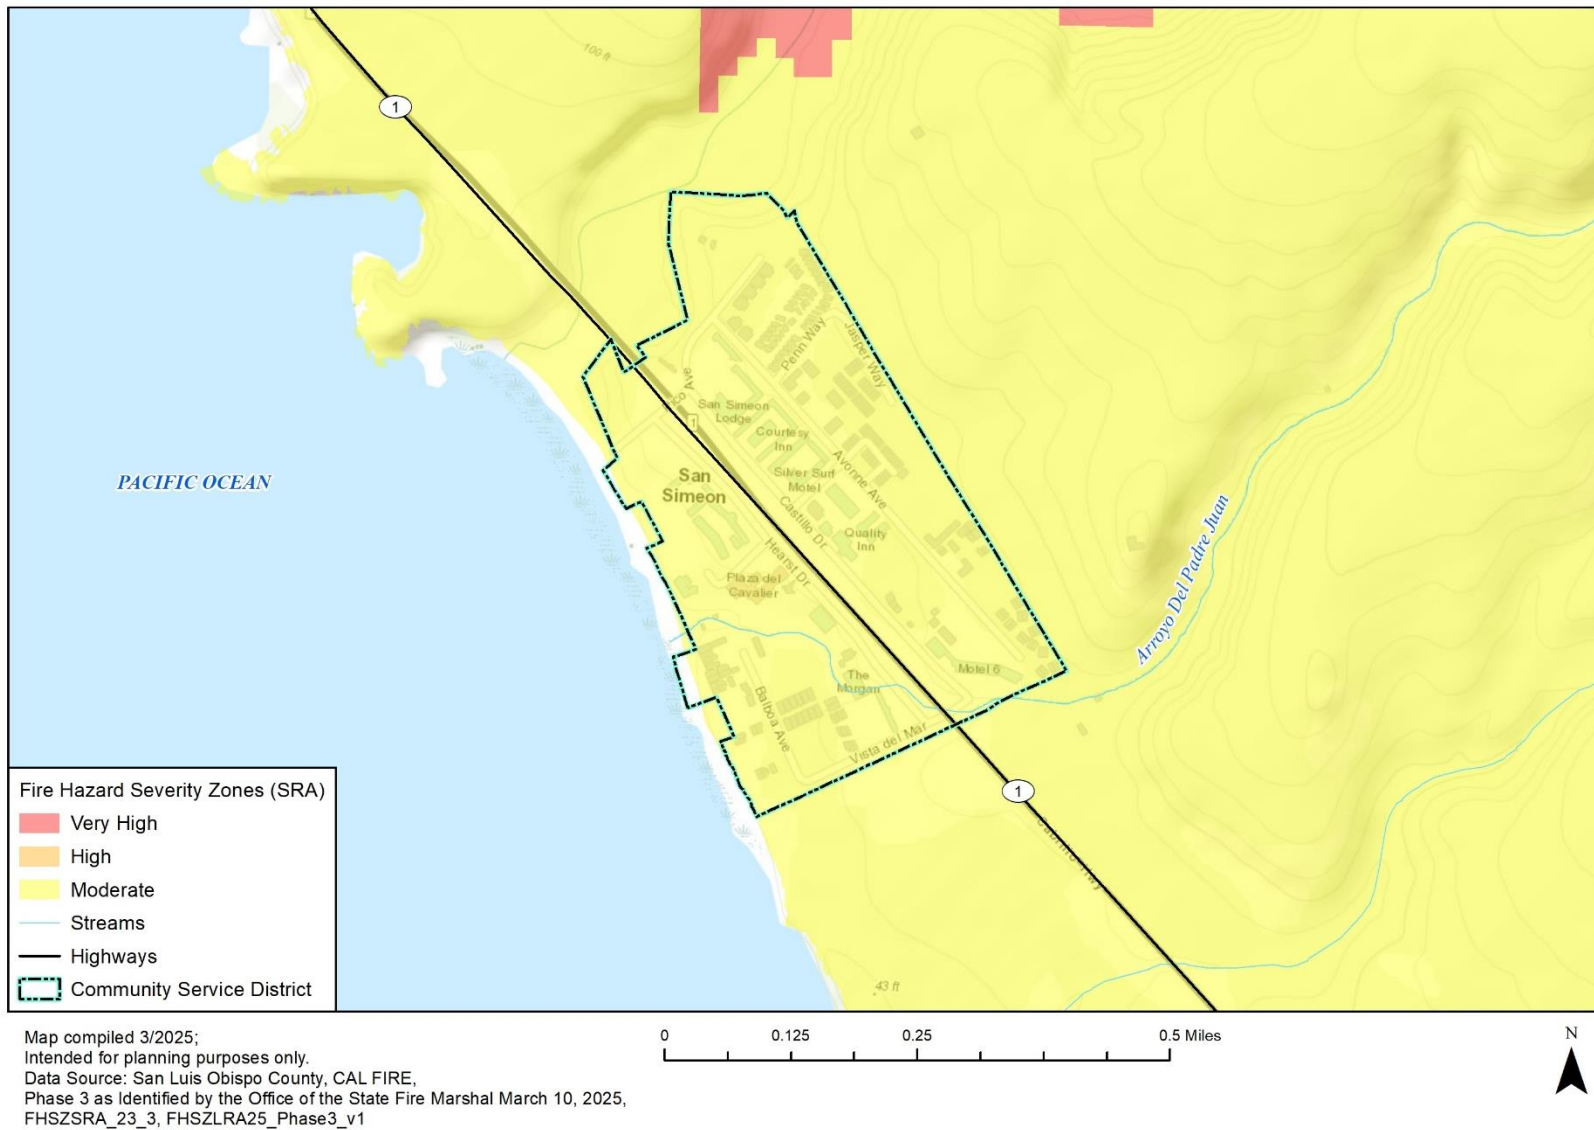 100 ft
1
Penn Way
Jasper Way
Ave
1
San Simeon
Lodge
Courtesy
Inn
Avonne Ave
Silver Surf
Motel
San
Simeon
PACIFIC OCEAN
Castillo Dr
Quality
Inn
Hearst Dr
Plaza del
Cavalier
Arroyo Del Padre Juan
Motel 6
The
Morgan
Balboa Ave
Vista del Mar
1
Cabrillo Hwy
43 ft
Fire Hazard Severity Zones (SRA)
Very High
High
Moderate
Streams
Highways
Community Service District
Map compiled 3/2025;
Intended for planning purposes only.
Data Source: San Luis Obispo County, CAL FIRE,
Phase 3 as Identified by the Office of the State Fire Marshal March 10, 2025,
FHSZSRA_23_3, FHSZLRA25_Phase3_v1
0 0.125 0.25 0.5 Miles
N